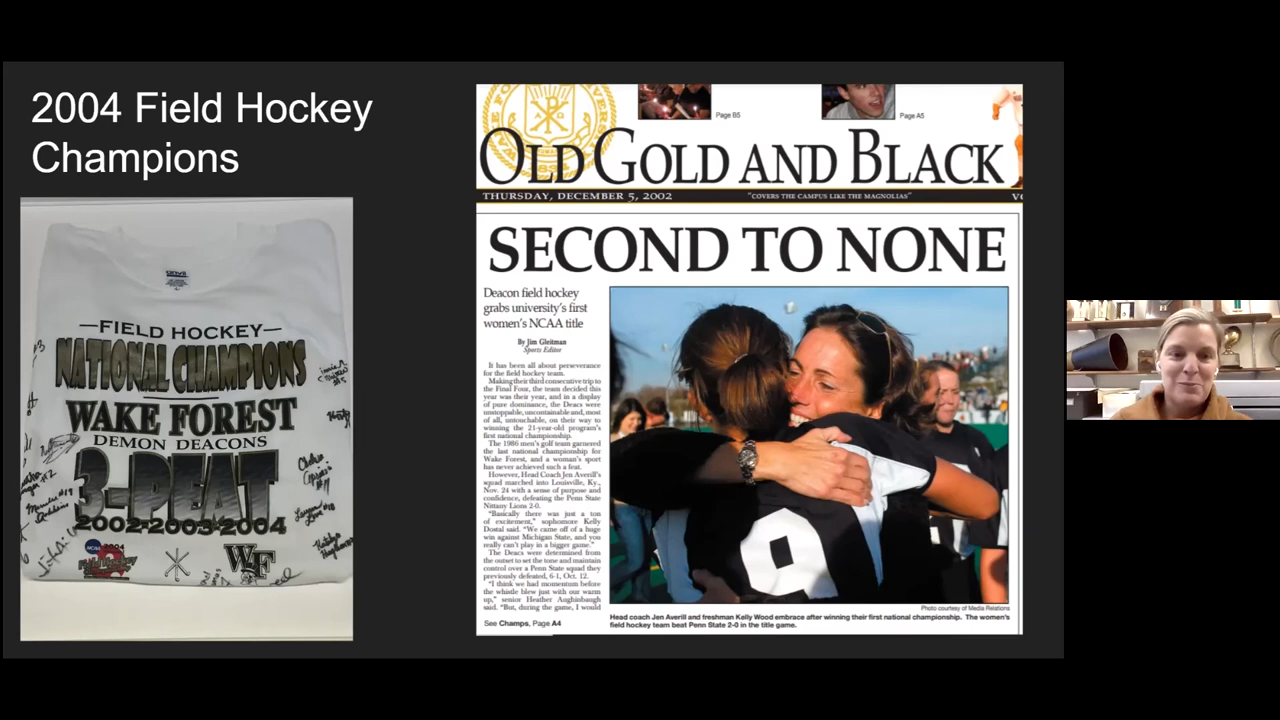 2004 Field Hockey
Champions
—FIELD HOCKEY—
NATIONAL CHAMPIONS
WAKE FOREST
DEMON DEACONS
3-PEAT
2002-2003-2004
NCAA
2004
WF
Page B5
Page A5
OLD GOLD AND BLACK
THURSDAY, DECEMBER 5, 2002
"COVERS THE CAMPUS LIKE THE MAGNOLIAS"
SECOND TO NONE
Deacon field hockey
grabs university's first
women's NCAA title
By Jim Gleitman
Sports Editor
It has been all about perseverance
for the field hockey team.
Making their third consecutive trip to
the Final Four, the team decided this
year was their year, and in a display
of pure dominance, the Deacs were
unstoppable, uncontainable and, most
of all, untouchable, on their way to
winning the 21-year-old program's
first national championship.
The 1986 men's golf team garnered
the last national championship for
Wake Forest, and a woman's sport
has never achieved such a feat.
However, Head Coach Jen Averill's
squad marched into Louisville, Ky.,
Nov. 24 with a sense of purpose and
confidence, defeating the Penn State
Nittany Lions 2-0.
"Basically there was just a ton
of excitement," sophomore Kelly
Dostal said. "We came off of a huge
win against Michigan State, and you
really can't play in a bigger game."
The Deacs were determined from
the outset to set the tone and maintain
control over a Penn State squad they
previously defeated, 6-1, Oct. 12.
"I think we had momentum before
the whistle blew just with our warm
up," senior Heather Aughinbaugh
said. "But, during the game, I would
See Champs, Page A4
9
Photo courtesy of Media Relations
Head coach Jen Averill and freshman Kelly Wood embrace after winning their first national championship. The women's
field hockey team beat Penn State 2-0 in the title game.